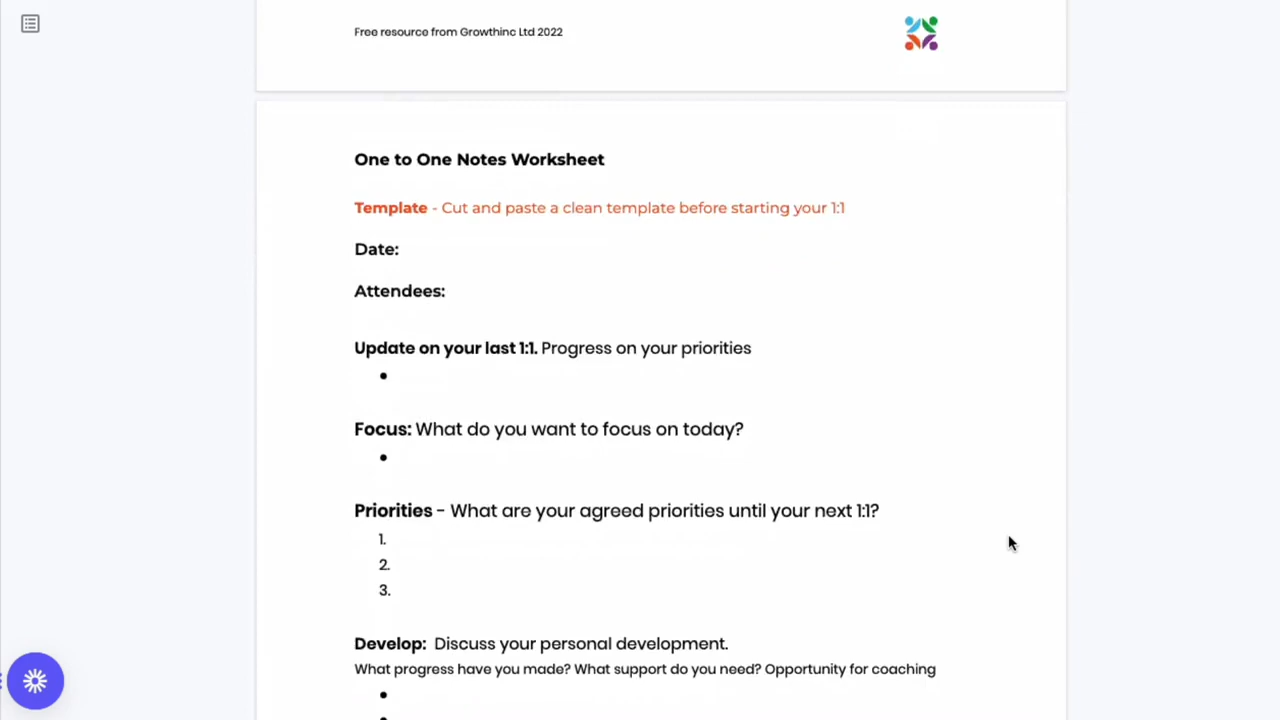 Free resource from Growthinc Ltd 2022
One to One Notes Worksheet
Template - Cut and paste a clean template before starting your 1:1
Date:
Attendees:
Update on your last 1:1. Progress on your priorities
Focus: What do you want to focus on today?
Priorities - What are your agreed priorities until your next 1:1?
1.
2.
3.
Develop: Discuss your personal development.
What progress have you made? What support do you need? Opportunity for coaching